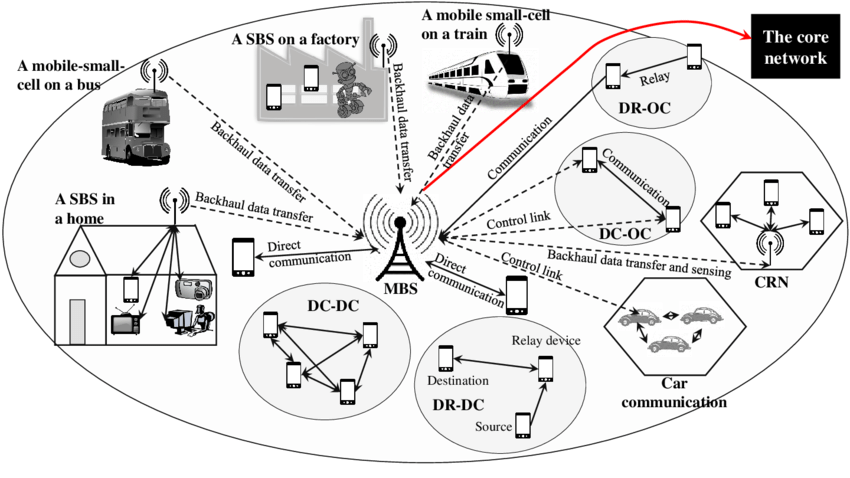 A mobile small-cell
on a train
The core
network
A SBS on a factory
A mobile-small-
cell on a bus
Backhaul data transfer
Backhaul data transfer
Backhaul data
transfer
Relay
DR-OC
Communication
Communication
DC-OC
A SBS in
a home
Backhaul data transfer
Control link
Direct
communication
MBS
Direct
communication
Control link
Backhaul data transfer and sensing
CRN
DC-DC
Relay device
Destination
DR-DC
Source
Car
communication